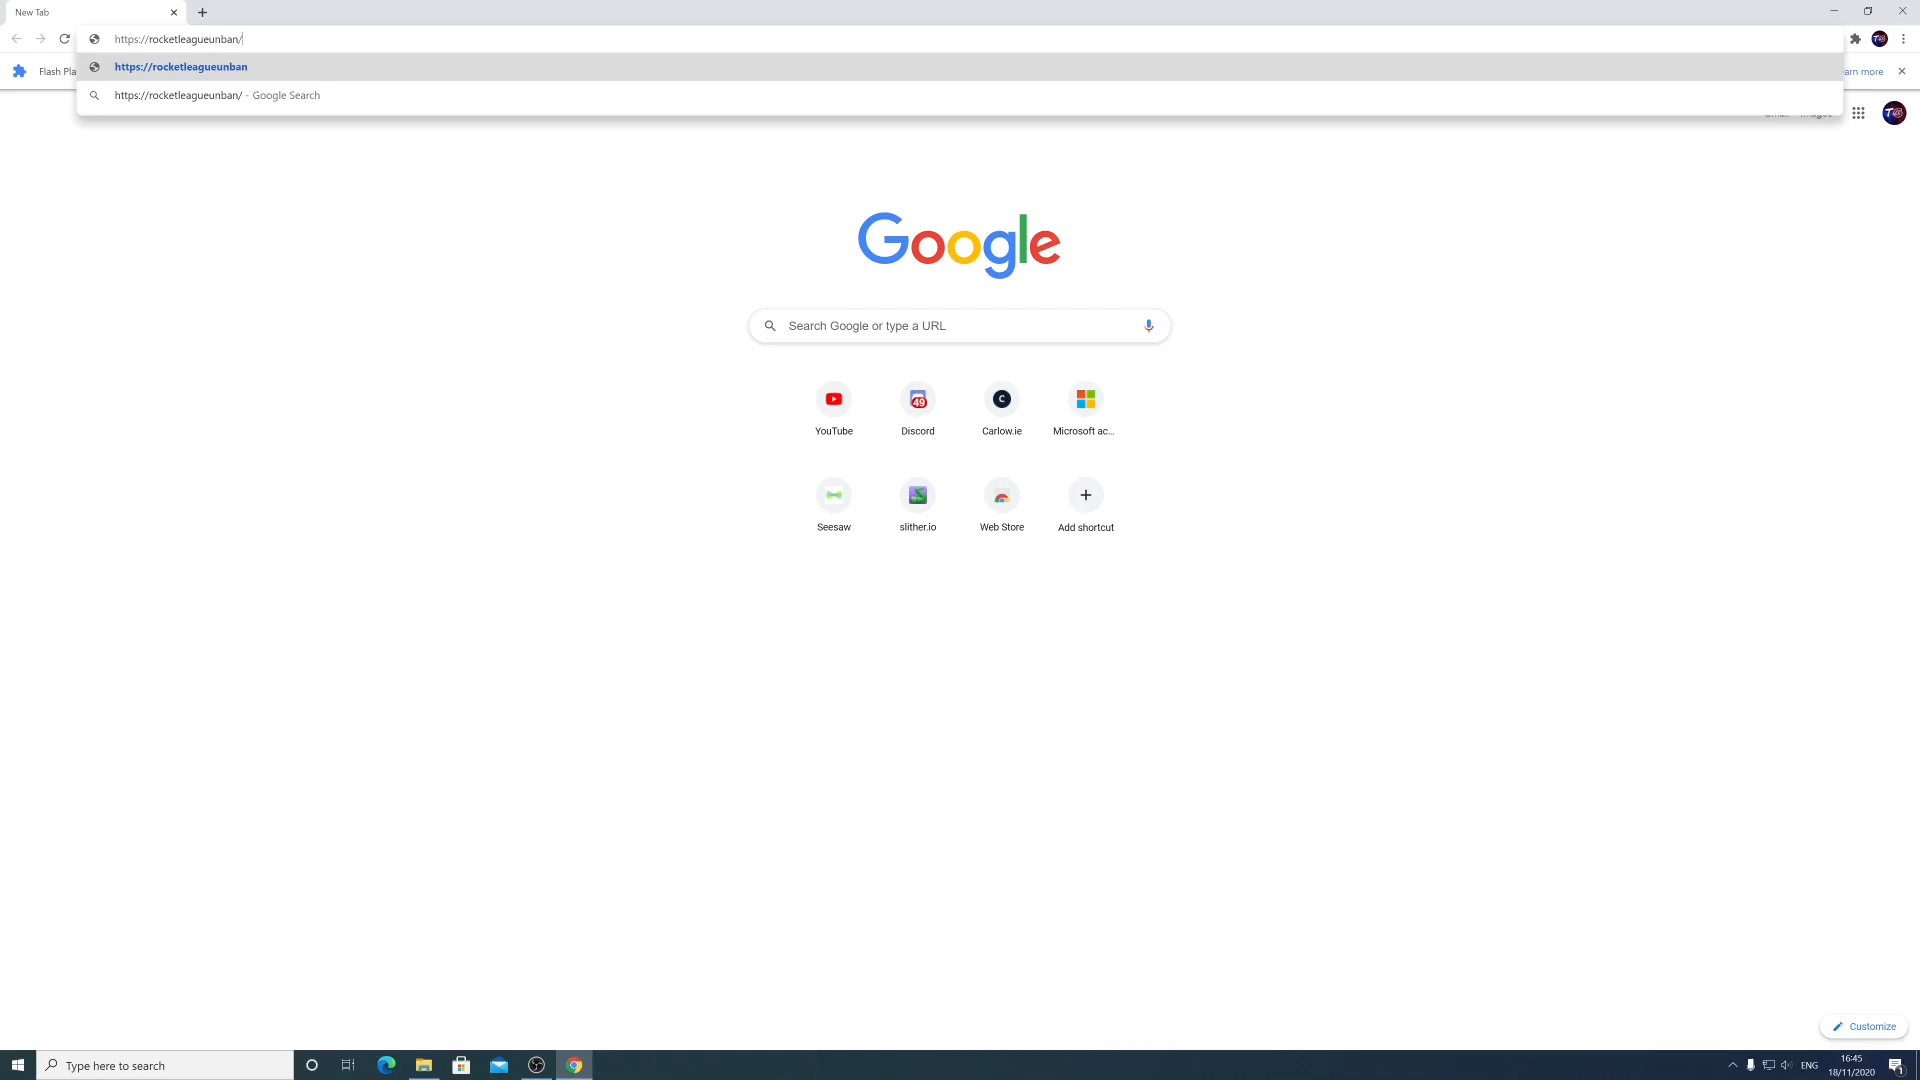 New Tab
https://rocketleagueunban/
https://rocketleagueunban
https://rocketleagueunban/ - Google Search
Flash Pla
arn more
Google
Search Google or type a URL
49
C
YouTube
Discord
Carlow.ie
Microsoft ac...
Seesaw
slither.io
Web Store
Add shortcut
Customize
Type here to search
ENG
16:45
18/11/2020
1